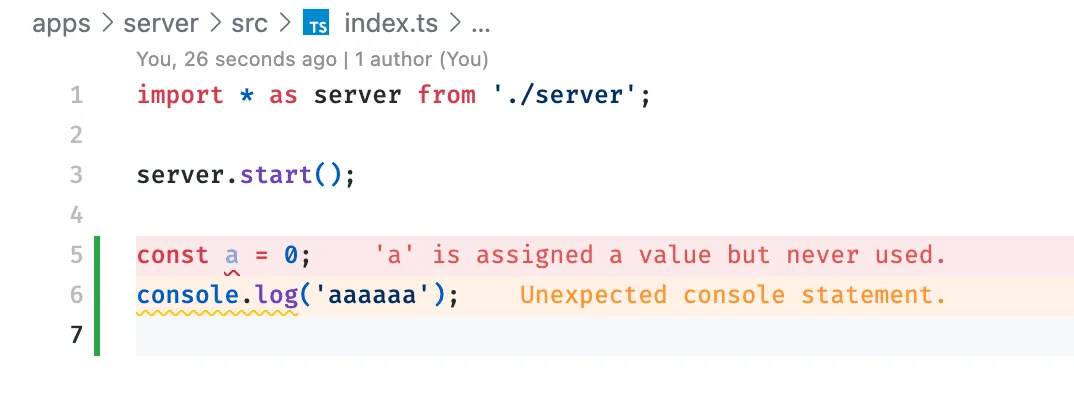 apps > server > src > TS index.ts > ...
You, 26 seconds ago | 1 author (You)
1 import * as server from './server';
2
3 server.start();
4
5 const a = 0; 'a' is assigned a value but never used.
6 console.log('aaaaaa'); Unexpected console statement.
7